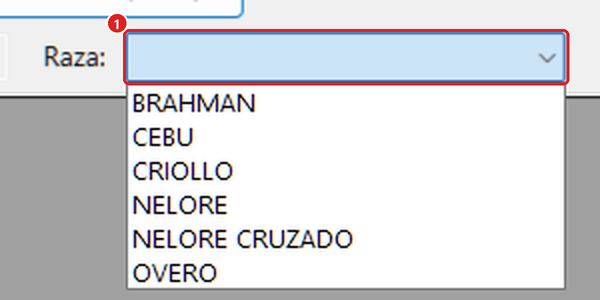 1
Raza:
BRAHMAN
CEBU
CRIOLLO
NELORE
NELORE CRUZADO
OVERO